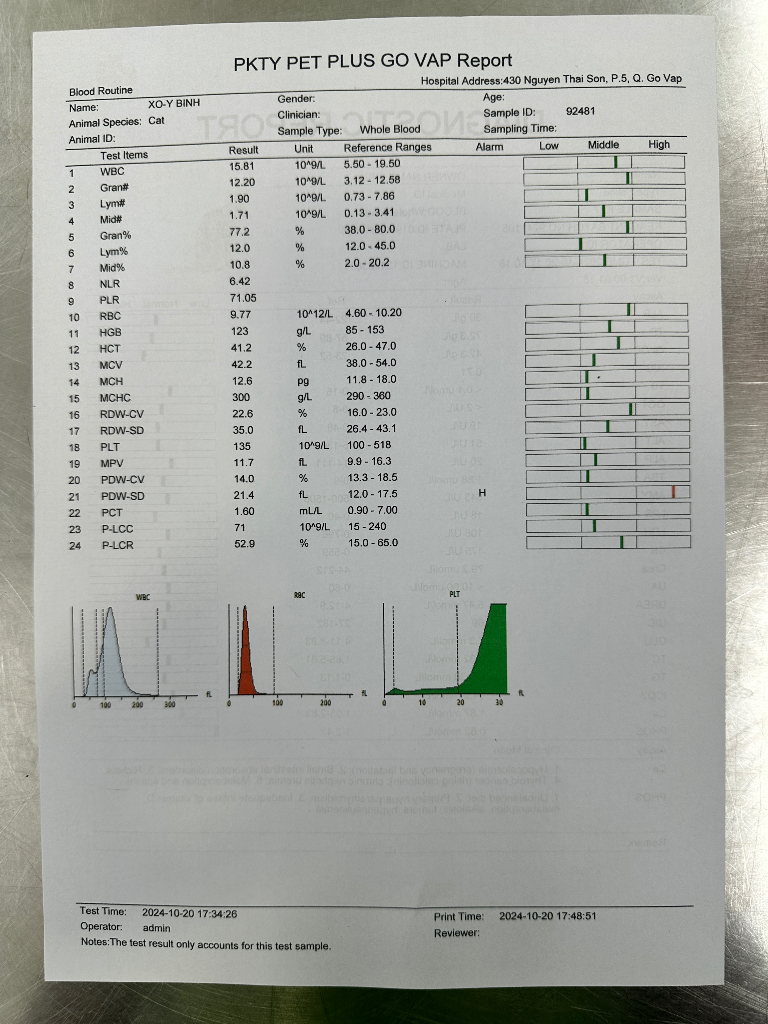 PKTY PET PLUS GO VAP Report
Blood Routine Hospital Address:430 Nguyen Thai Son, P.5, Q. Go Vap
Name: XO-Y BINH Gender: Age:
Animal Species: Cat Clinician: Sample ID: 92481
Animal ID: Sample Type: Whole Blood Sampling Time:
Test Items Result Unit Reference Ranges Alarm Low Middle High
1 WBC 15.81 10^9/L 5.50 - 19.50
2 Gran# 12.20 10^9/L 3.12 - 12.58
3 Lym# 1.90 10^9/L 0.73 - 7.86
4 Mid# 1.71 10^9/L 0.13 - 3.41
5 Gran% 77.2 % 38.0 - 80.0
6 Lym% 12.0 % 12.0 - 45.0
7 Mid% 10.8 % 2.0 - 20.2
8 NLR 6.42
9 PLR 71.05
10 RBC 9.77 10^12/L 4.60 - 10.20
11 HGB 123 g/L 85 - 153
12 HCT 41.2 % 26.0 - 47.0
13 MCV 42.2 fL 38.0 - 54.0
14 MCH 12.6 pg 11.8 - 18.0
15 MCHC 300 g/L 290 - 360
16 RDW-CV 22.6 % 16.0 - 23.0
17 RDW-SD 35.0 fL 26.4 - 43.1
18 PLT 135 10^9/L 100 - 518
19 MPV 11.7 fL 9.9 - 16.3
20 PDW-CV 14.0 % 13.3 - 18.5
21 PDW-SD 21.4 fL 12.0 - 17.5 H
22 PCT 1.60 mL/L 0.90 - 7.00
23 P-LCC 71 10^9/L 15 - 240
24 P-LCR 52.9 % 15.0 - 65.0
WBC RBC PLT
0 100 200 300 fL 0 100 200 fL 0 10 20 30 fL
Test Time: 2024-10-20 17:34:26 Print Time: 2024-10-20 17:48:51
Operator: admin Reviewer:
Notes:The test result only accounts for this test sample.